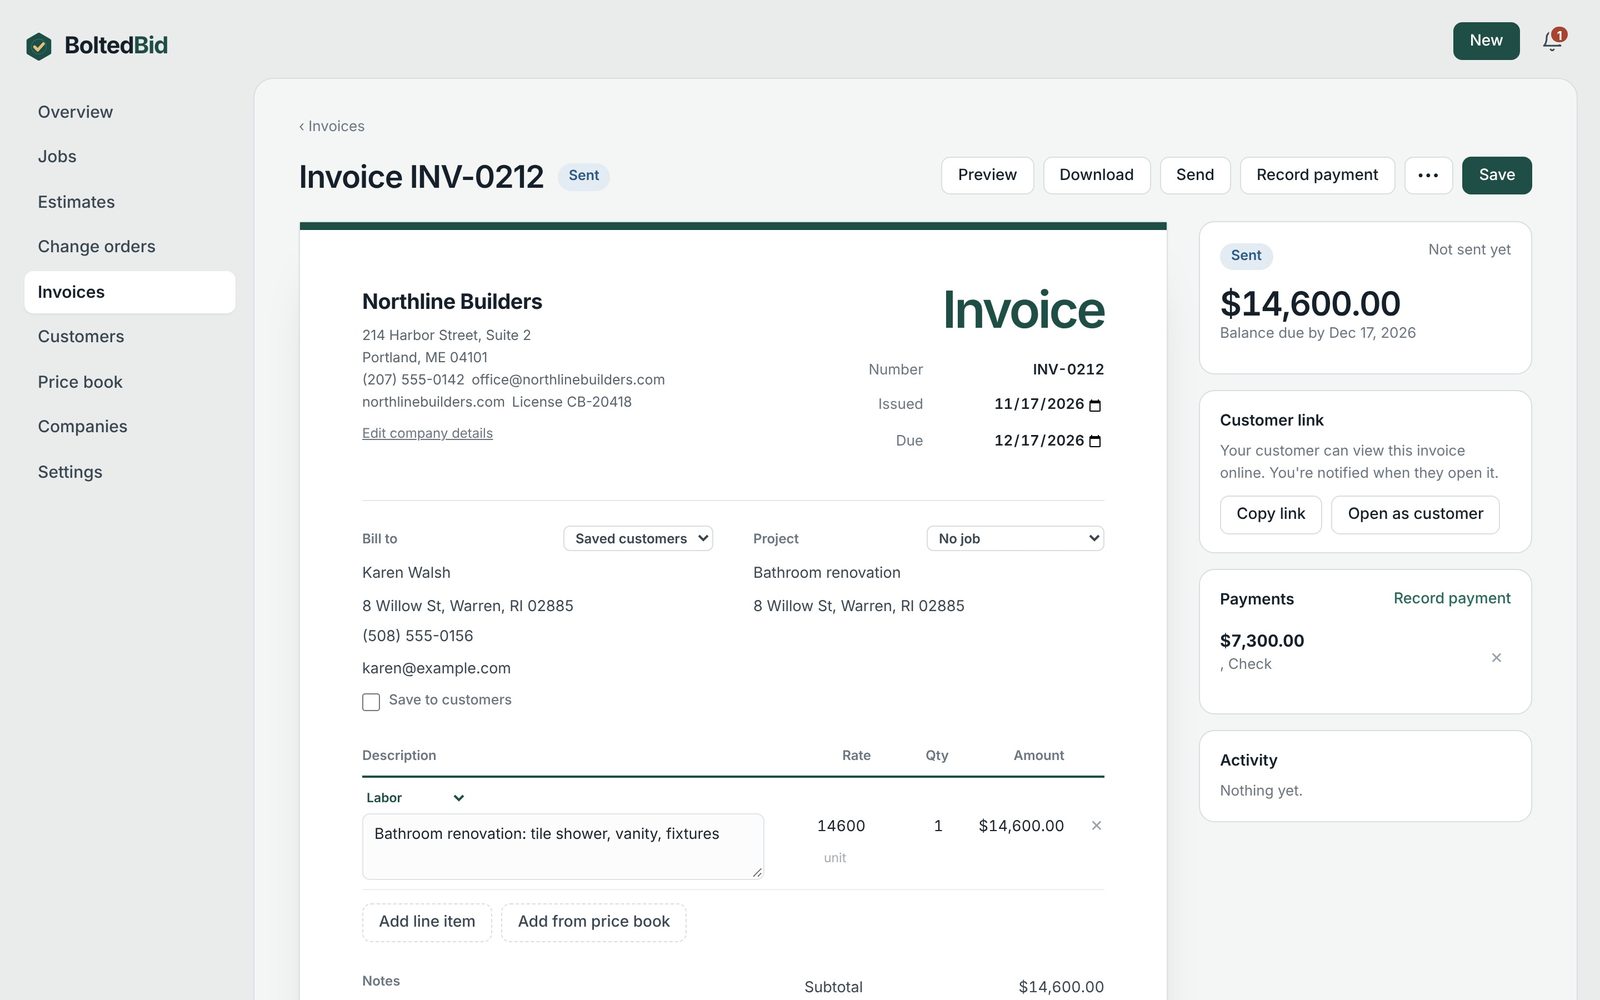 BoltedBid
New
1
Overview
Jobs
Estimates
Change orders
Invoices
Customers
Price book
Companies
Settings
‹ Invoices
Invoice INV-0212 Sent
Preview Download Send Record payment ••• Save
Northline Builders
214 Harbor Street, Suite 2
Portland, ME 04101
(207) 555-0142 office@northlinebuilders.com
northlinebuilders.com License CB-20418
Edit company details
Invoice
Number INV-0212
Issued 11/17/2026
Due 12/17/2026
Bill to Saved customers
Karen Walsh
8 Willow St, Warren, RI 02885
(508) 555-0156
karen@example.com
Save to customers
Project No job
Bathroom renovation
8 Willow St, Warren, RI 02885
Description Rate Qty Amount
Labor
Bathroom renovation: tile shower, vanity, fixtures 14600 1 $14,600.00 ×
unit
Add line item Add from price book
Notes
Subtotal $14,600.00
Sent Not sent yet
$14,600.00
Balance due by Dec 17, 2026
Customer link
Your customer can view this invoice
online. You're notified when they open it.
Copy link Open as customer
Payments Record payment
$7,300.00
, Check ×
Activity
Nothing yet.